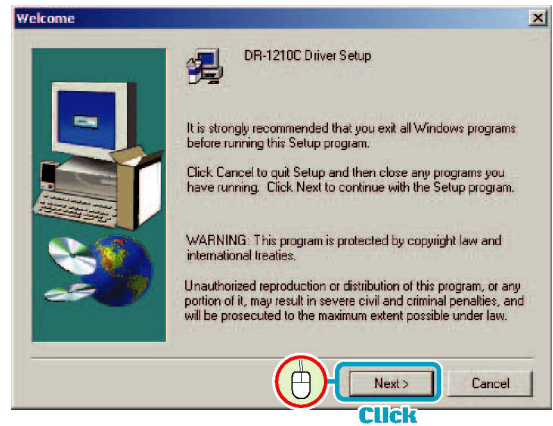 Welcome
DR-1210C Driver Setup
It is strongly recommended that you exit all Windows programs
before running this Setup program.
Click Cancel to quit Setup and then close any programs you
have running. Click Next to continue with the Setup program.
WARNING: This program is protected by copyright law and
international treaties.
Unauthorized reproduction or distribution of this program, or any
portion of it, may result in severe civil and criminal penalties, and
will be prosecuted to the maximum extent possible under law.
Next >
Cancel
Click